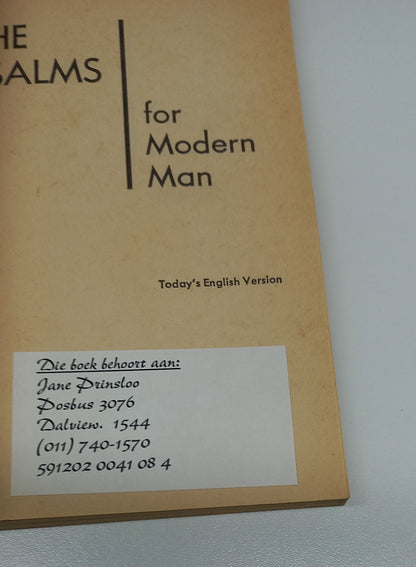 HE
SALMS
for
Modern
Man
Today's English Version
Die boek behoort aan:
Jane Prinsloo
Posbus 3076
Dalview. 1544
(011) 740-1570
591202 0041 08 4